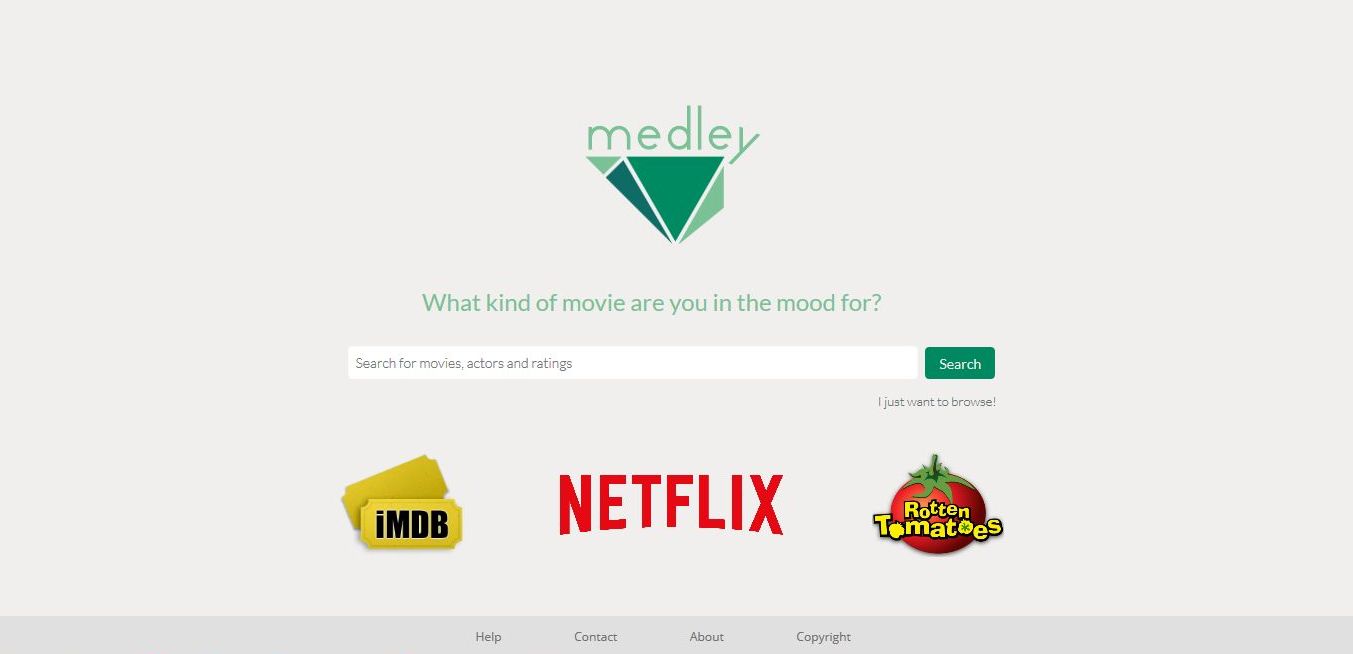 medley
What kind of movie are you in the mood for?
Search for movies, actors and ratings Search
I just want to browse!
iMDB NETFLIX Rotten
Tomatoes
Help Contact About Copyright